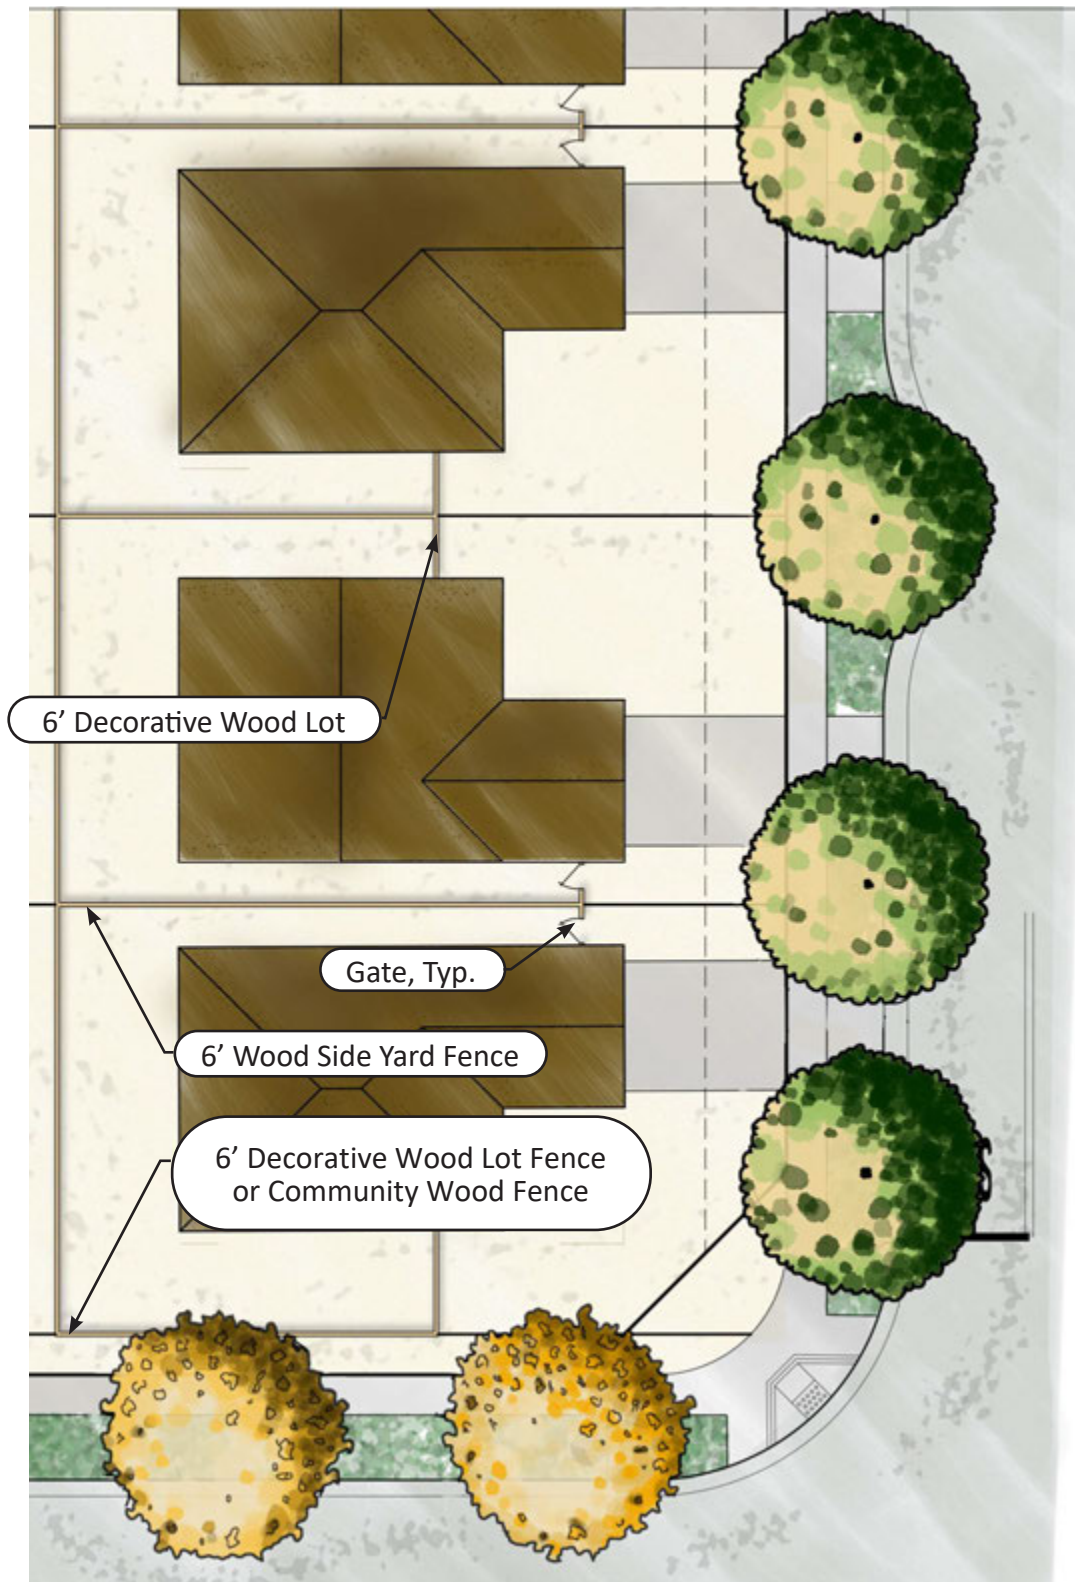 6’ Decorative Wood Lot
Gate, Typ.
6’ Wood Side Yard Fence
6’ Decorative Wood Lot Fence
or Community Wood Fence